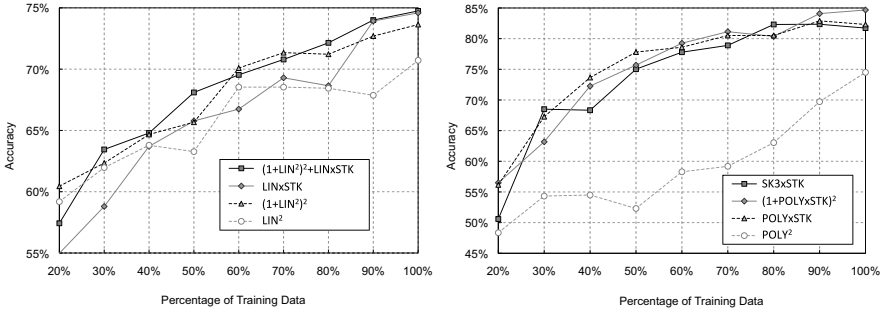 75%
70%
65%
60%
55%
Accuracy
20% 30% 40% 50% 60% 70% 80% 90% 100%
Percentage of Training Data
(1+LIN²)²+LINxSTK
LINxSTK
(1+LIN²)²
LIN²
85%
80%
75%
70%
65%
60%
55%
50%
45%
Accuracy
20% 30% 40% 50% 60% 70% 80% 90% 100%
Percentage of Training Data
SK3xSTK
(1+POLYxSTK)²
POLYxSTK
POLY²